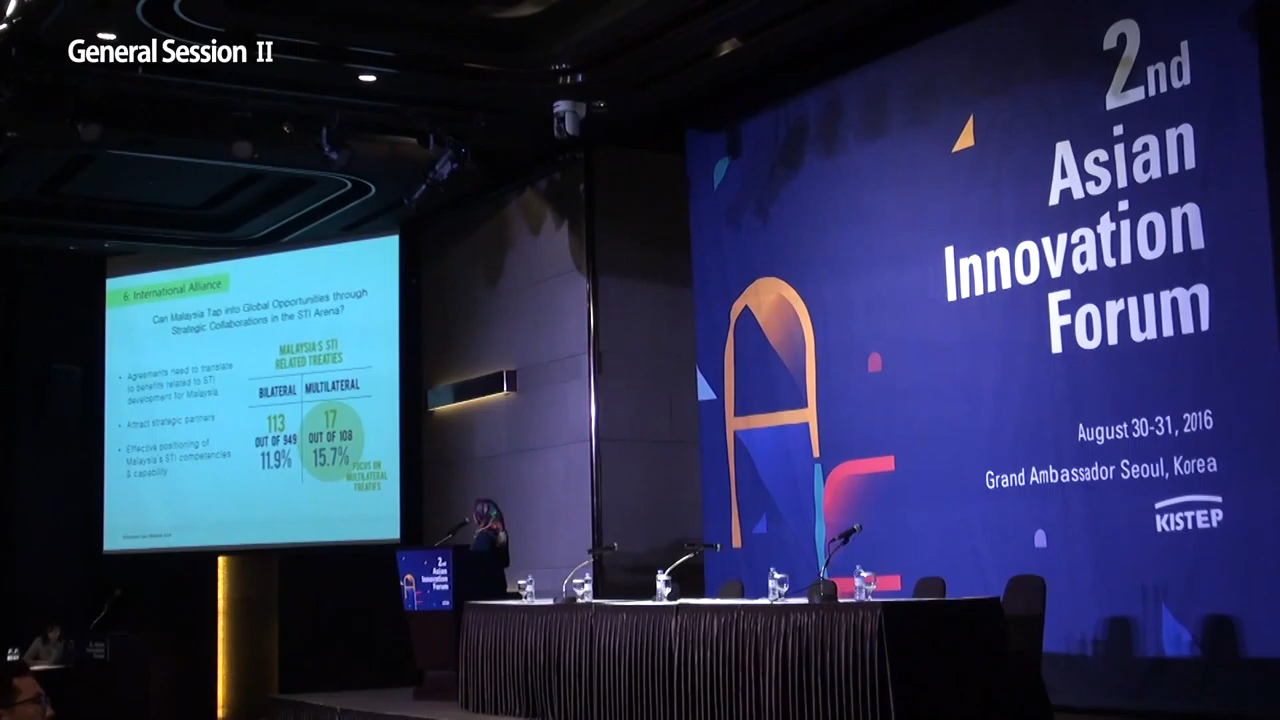 General Session II
6: International Alliance
Can Malaysia Tap into Global Opportunities through
Strategic Collaborations in the STI Arena?
• Agreements need to translate
to benefits related to STI
development for Malaysia
• Attract strategic partners
• Effective positioning of
Malaysia's STI competencies
& capability
MALAYSIA'S STI
RELATED TREATIES
BILATERAL MULTILATERAL
113 17
OUT OF 949 OUT OF 108
11.9% 15.7%
FOCUS ON
MULTILATERAL
TREATIES
2nd
Asian
Innovation
Forum
August 30-31, 2016
Grand Ambassador Seoul, Korea
KISTEP
2nd
Asian
Innovation
Forum